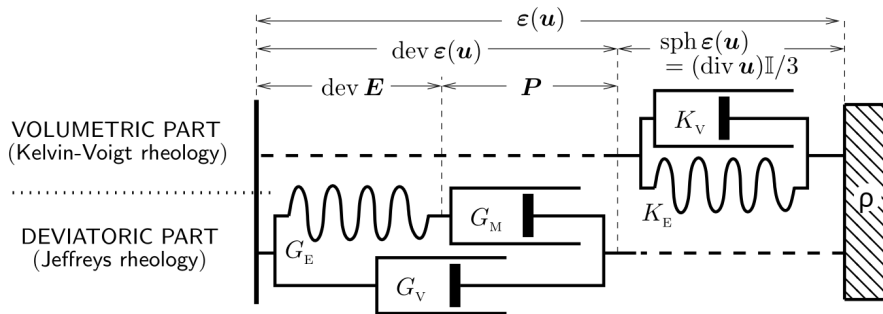 ε(u)
dev ε(u)
sph ε(u)
= (div u)𝕀/3
dev E
P
VOLUMETRIC PART
(Kelvin-Voigt rheology)
K_V
K_E
ρ
DEVIATORIC PART
(Jeffreys rheology)
G_E
G_M
G_V